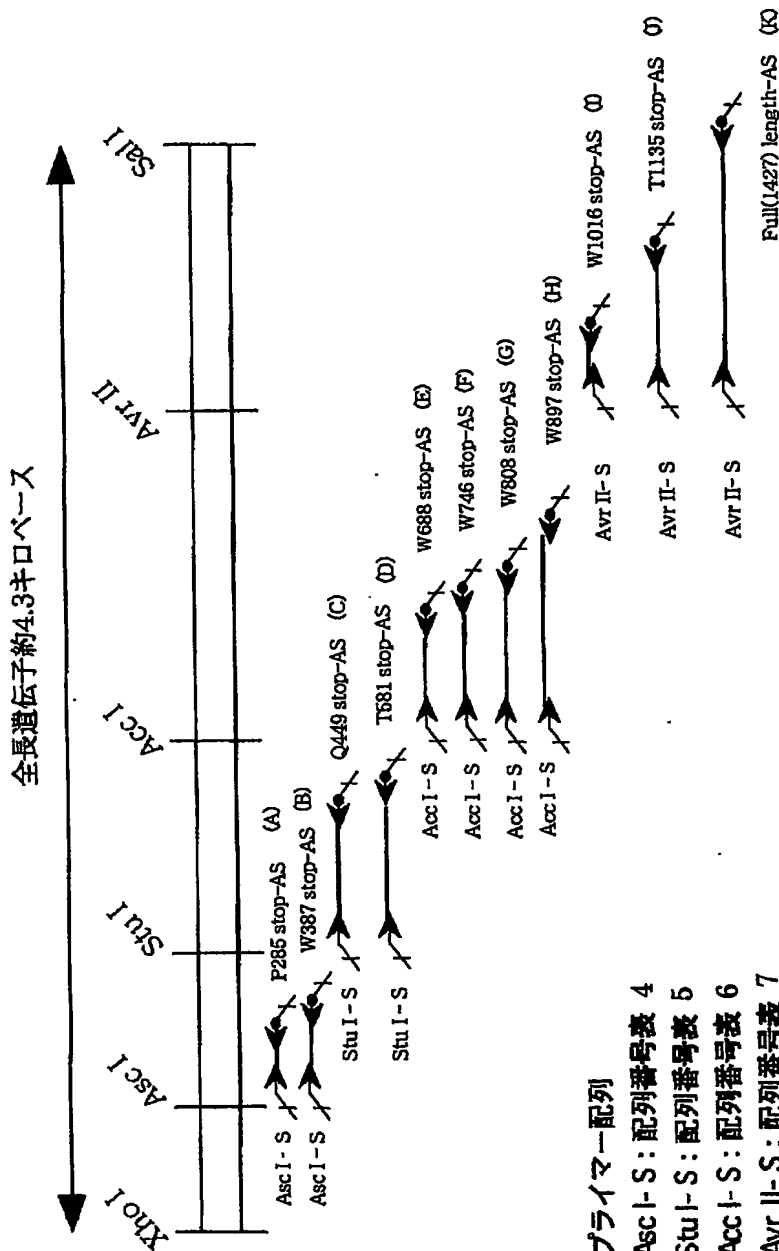 全長遺伝子約4.3キロベース
Xho I
Asc I
Stu I
Acc I
Avr II
Sal I
Asc I- S
P285 stop-AS (A)
Asc I- S
W387 stop-AS (B)
Stu I- S
Q449 stop-AS (C)
Stu I- S
T581 stop-AS (D)
Acc I- S
W688 stop-AS (E)
Acc I- S
W746 stop-AS (F)
Acc I- S
W808 stop-AS (G)
Acc I- S
W897 stop-AS (H)
Avr II- S
W1016 stop-AS (I)
Avr II- S
T1135 stop-AS (J)
Avr II- S
Full(1427) length-AS (K)
プライマー配列
Asc I- S : 配列番号表 4
Stu I- S : 配列番号表 5
Acc I- S : 配列番号表 6
Avr II- S : 配列番号表 7